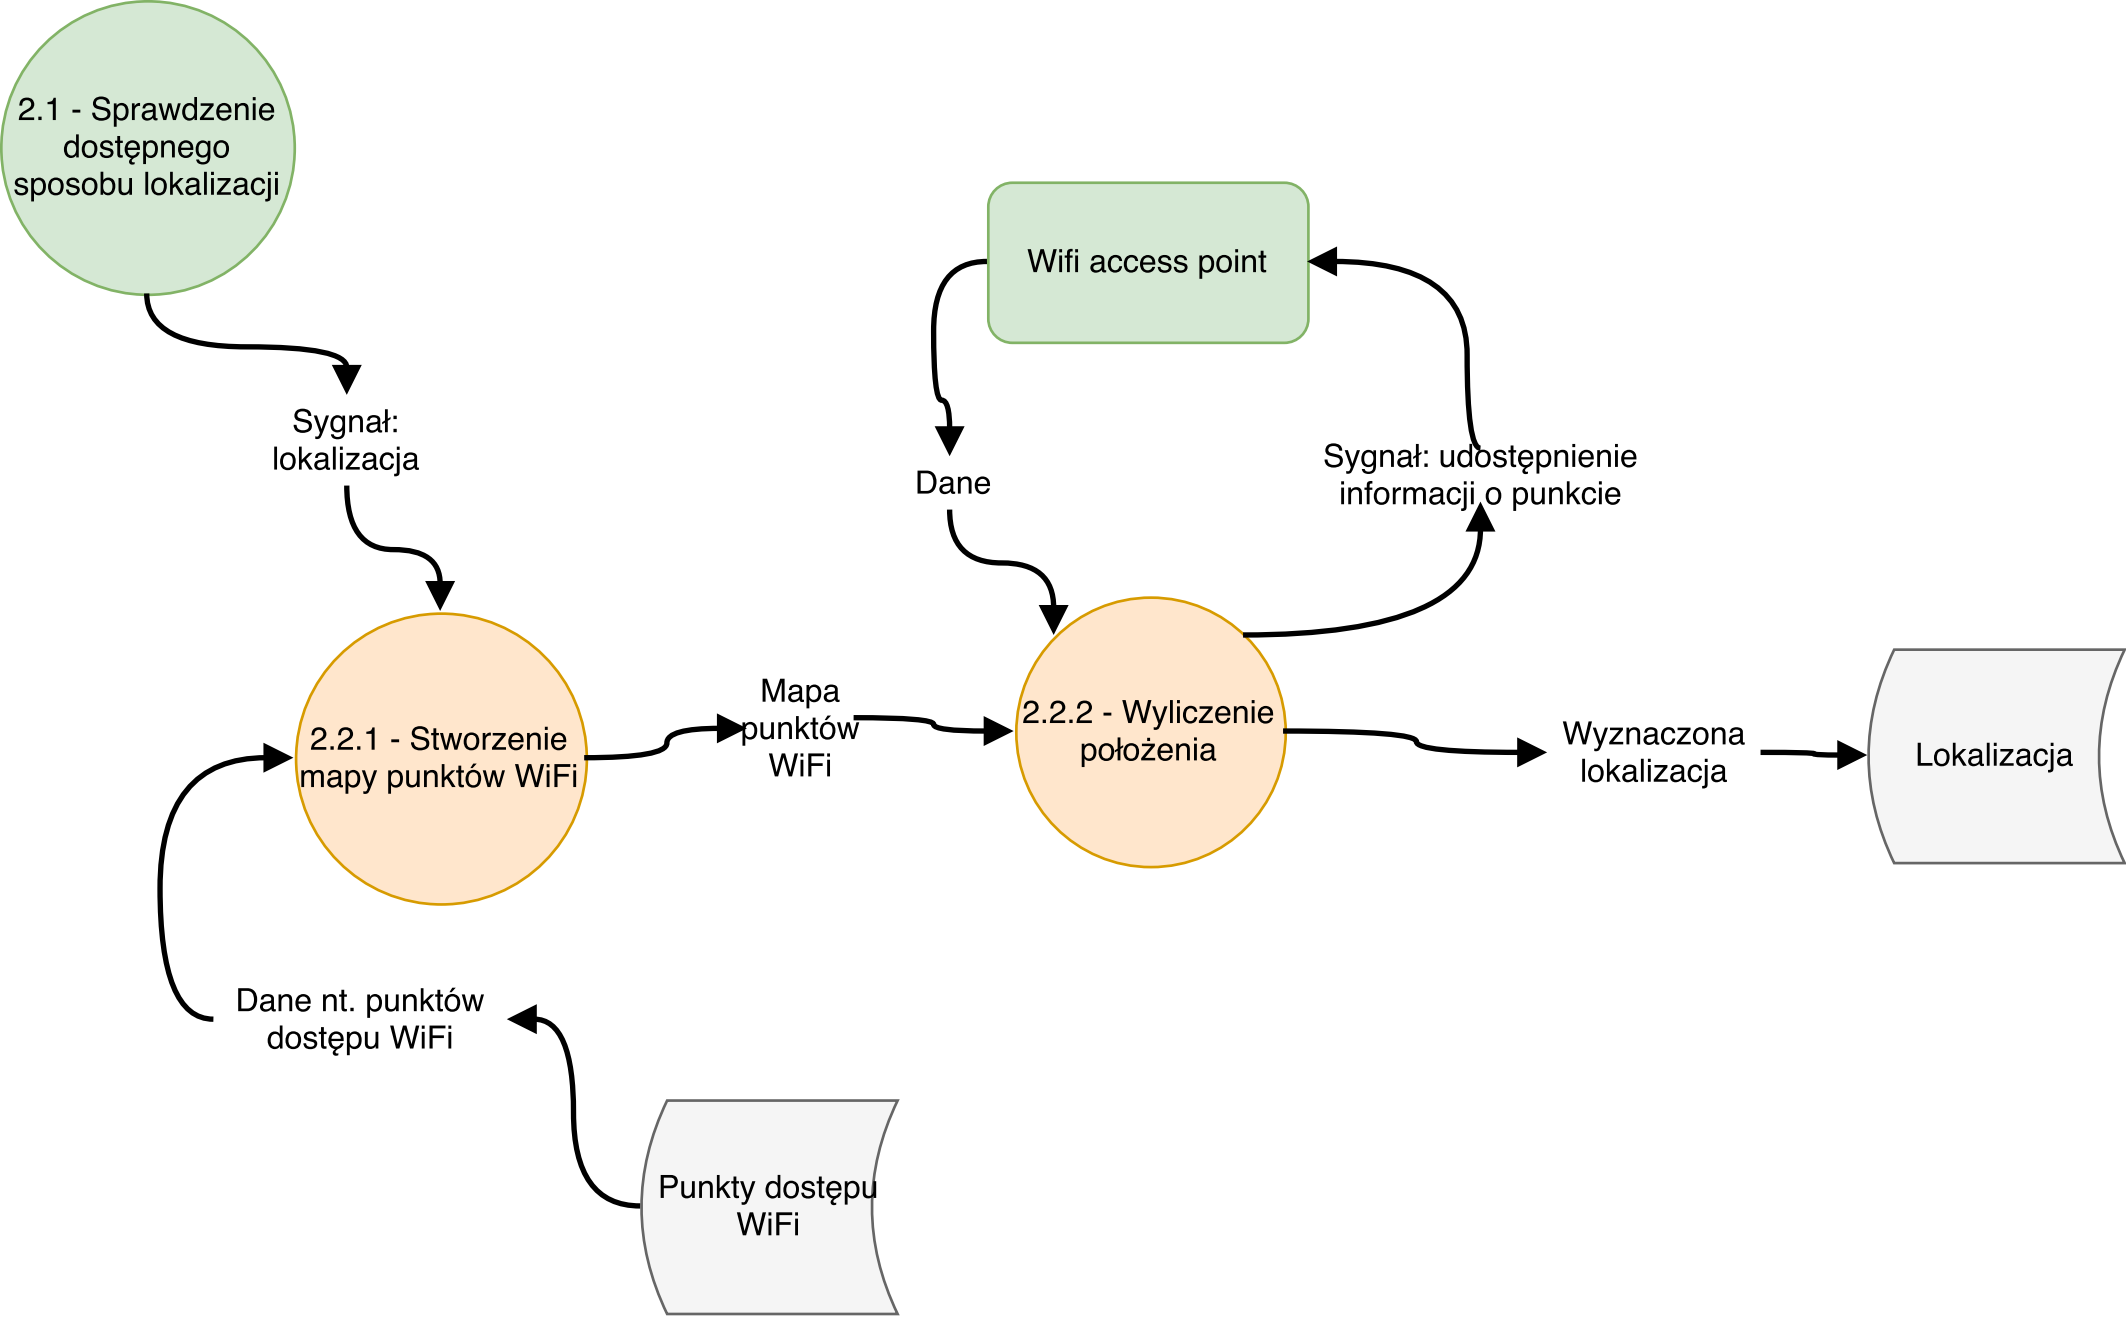 2.1 - Sprawdzenie
dostępnego
sposobu lokalizacji
Wifi access point
Sygnał:
lokalizacja
Dane
Sygnał: udostępnienie
informacji o punkcie
2.2.1 - Stworzenie
mapy punktów WiFi
Mapa
punktów
WiFi
2.2.2 - Wyliczenie
położenia
Wyznaczona
lokalizacja
Lokalizacja
Dane nt. punktów
dostępu WiFi
Punkty dostępu
WiFi